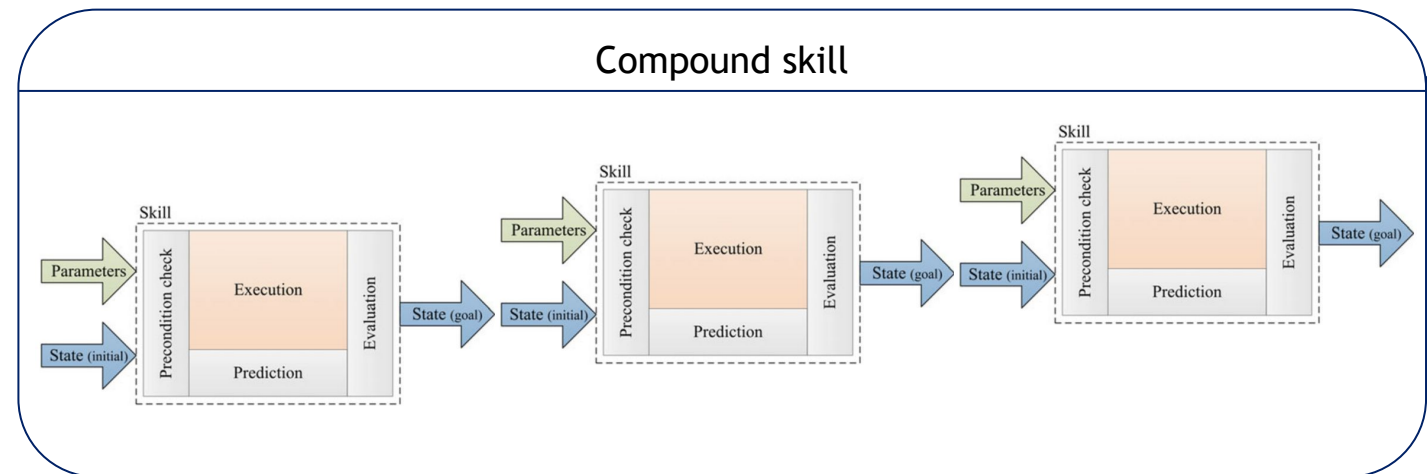 Compound skill
Skill
Parameters
State (initial)
Precondition check
Execution
Prediction
Evaluation
State (goal)
Skill
Parameters
State (initial)
Precondition check
Execution
Prediction
Evaluation
State (goal)
Skill
Parameters
State (initial)
Precondition check
Execution
Prediction
Evaluation
State (goal)